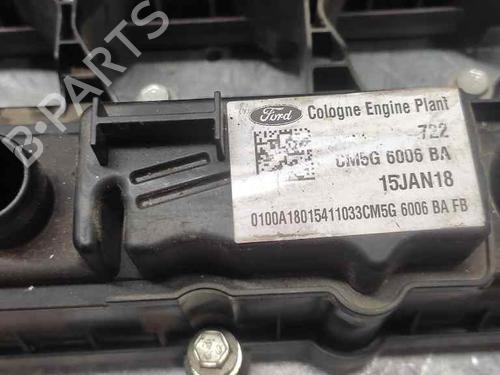 B-PARTS
Ford
Cologne Engine Plant
722
CM5G 6006 BA
15JAN18
0100A18015411033CM5G 6006 BA FB